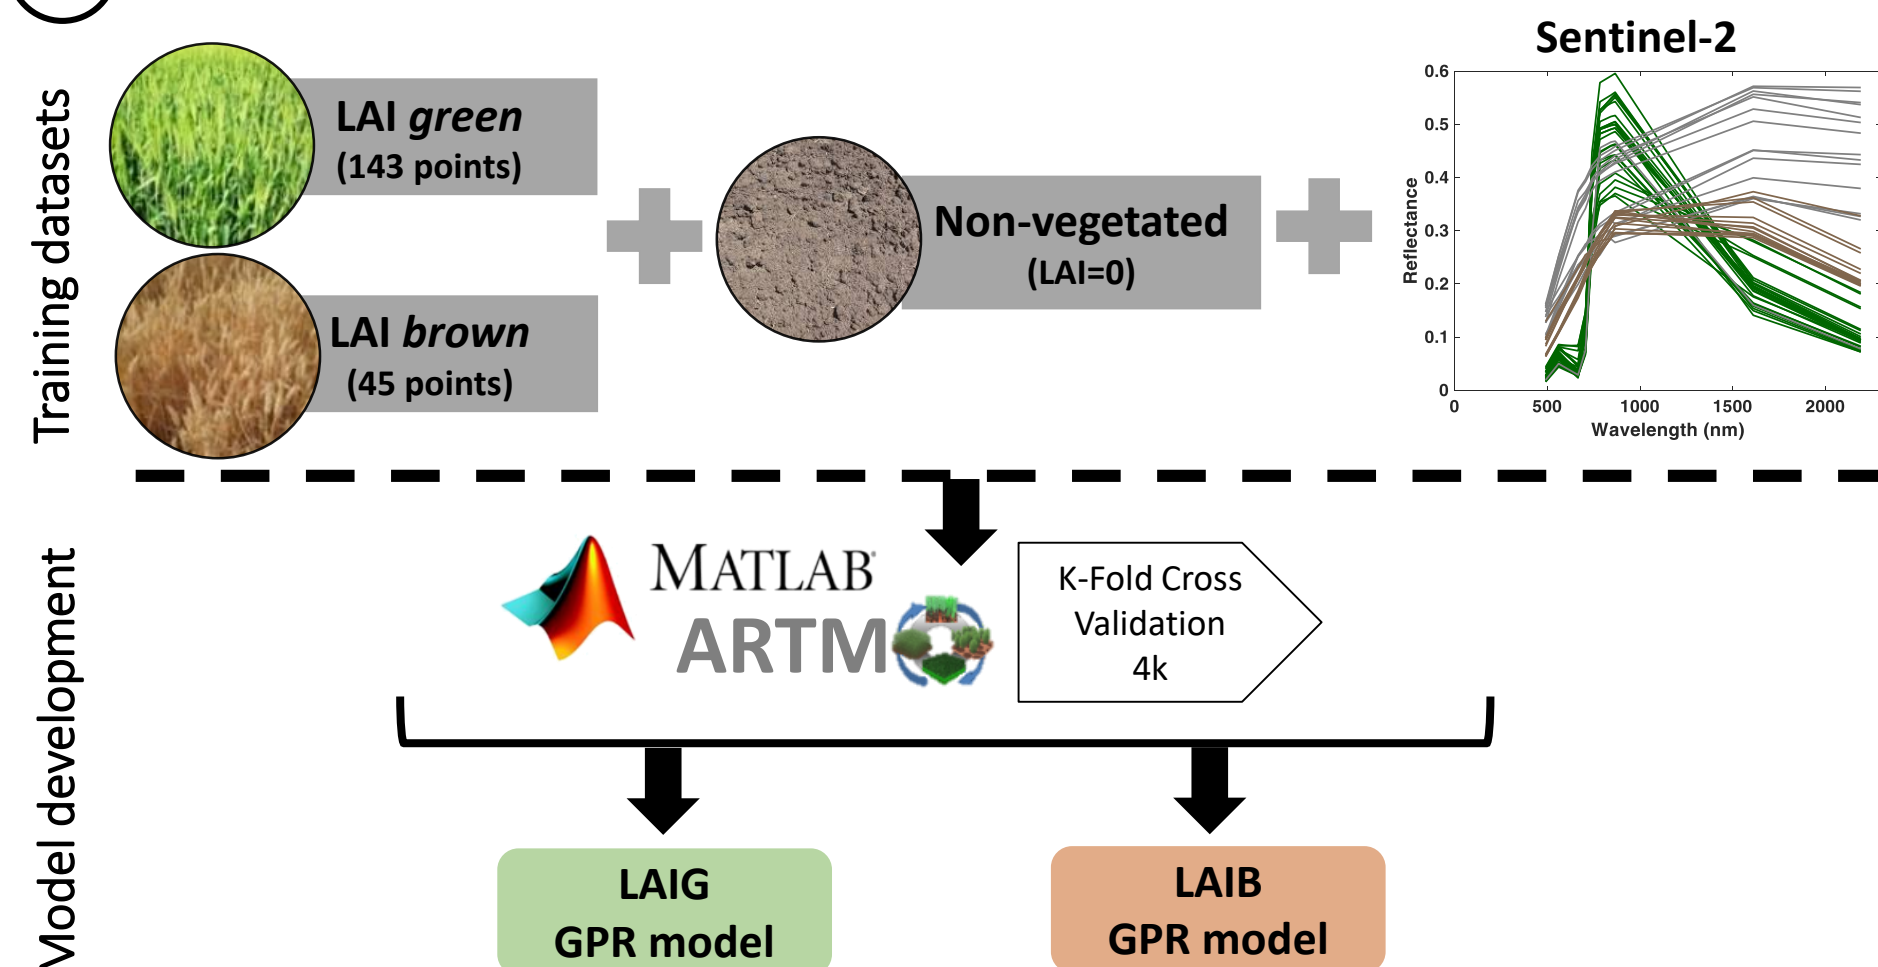 Training datasets
LAI green
(143 points)
LAI brown
(45 points)
Non-vegetated
(LAI=0)
Sentinel-2
0.6
0.5
0.4
0.3
0.2
0.1
0
Reflectance
0 500 1000 1500 2000
Wavelength (nm)
Model development
MATLAB®
ARTM
K-Fold Cross
Validation
4k
LAIG
GPR model
LAIB
GPR model